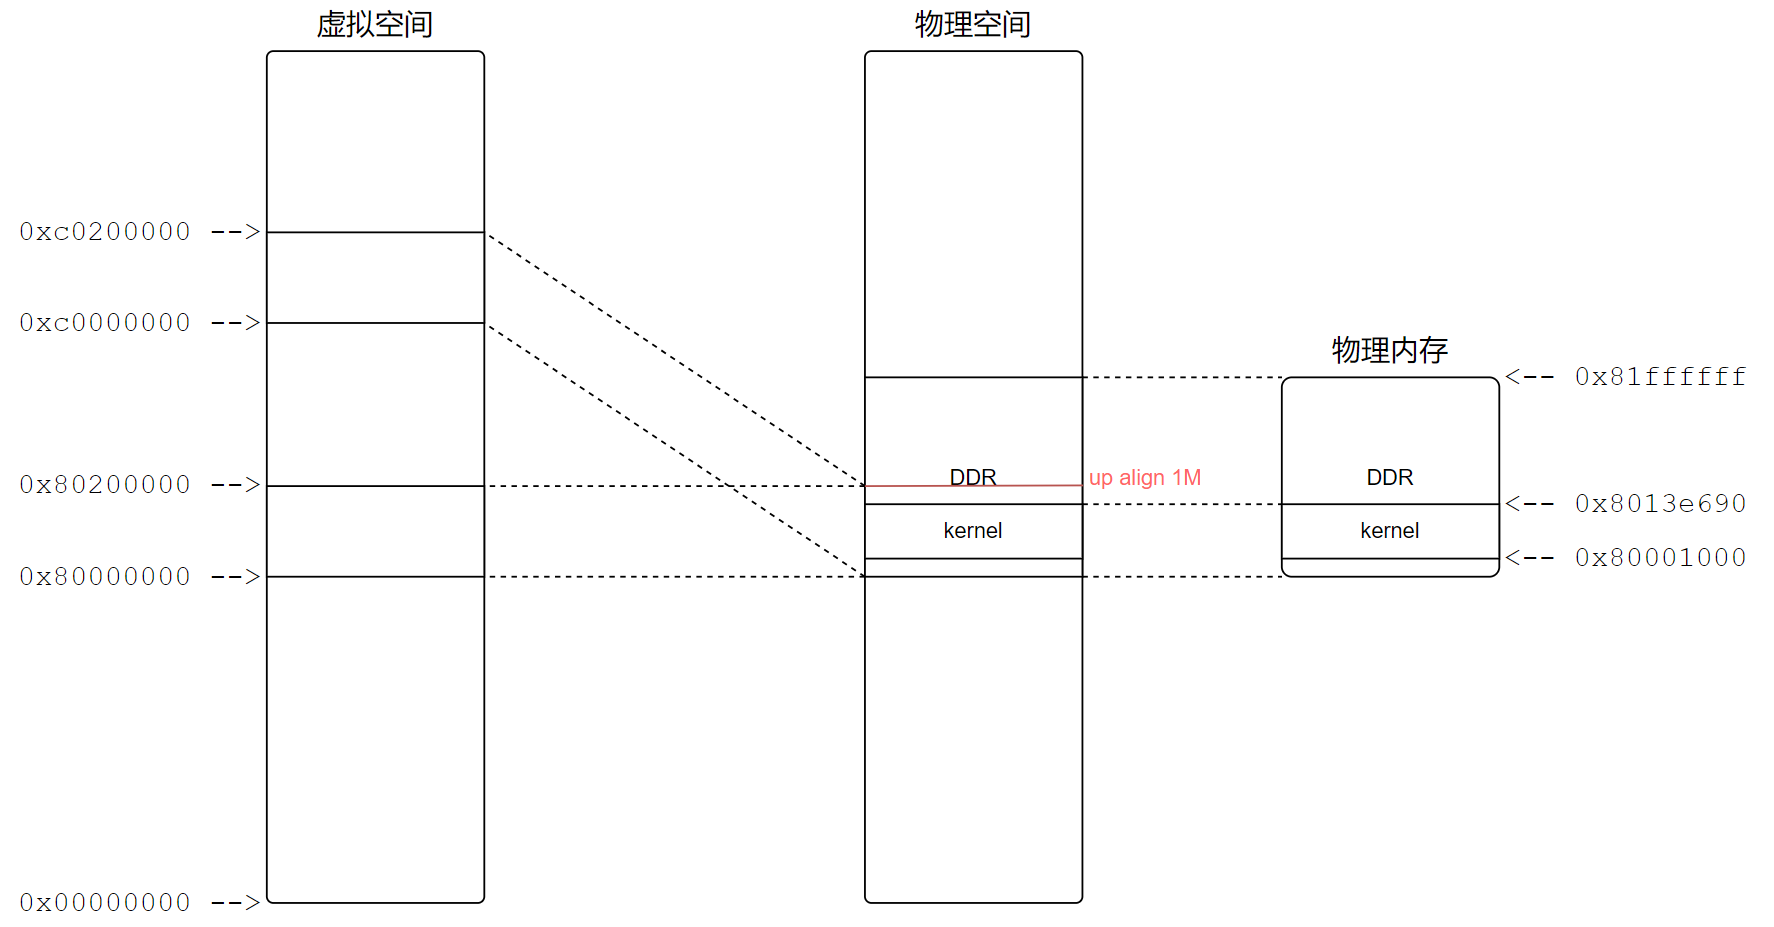 虚拟空间
物理空间
0xc0200000 -->
0xc0000000 -->
物理内存
<-- 0x81ffffff
0x80200000 -->
DDR
up align 1M
DDR
<-- 0x8013e690
kernel
kernel
<-- 0x80001000
0x80000000 -->
0x00000000 -->